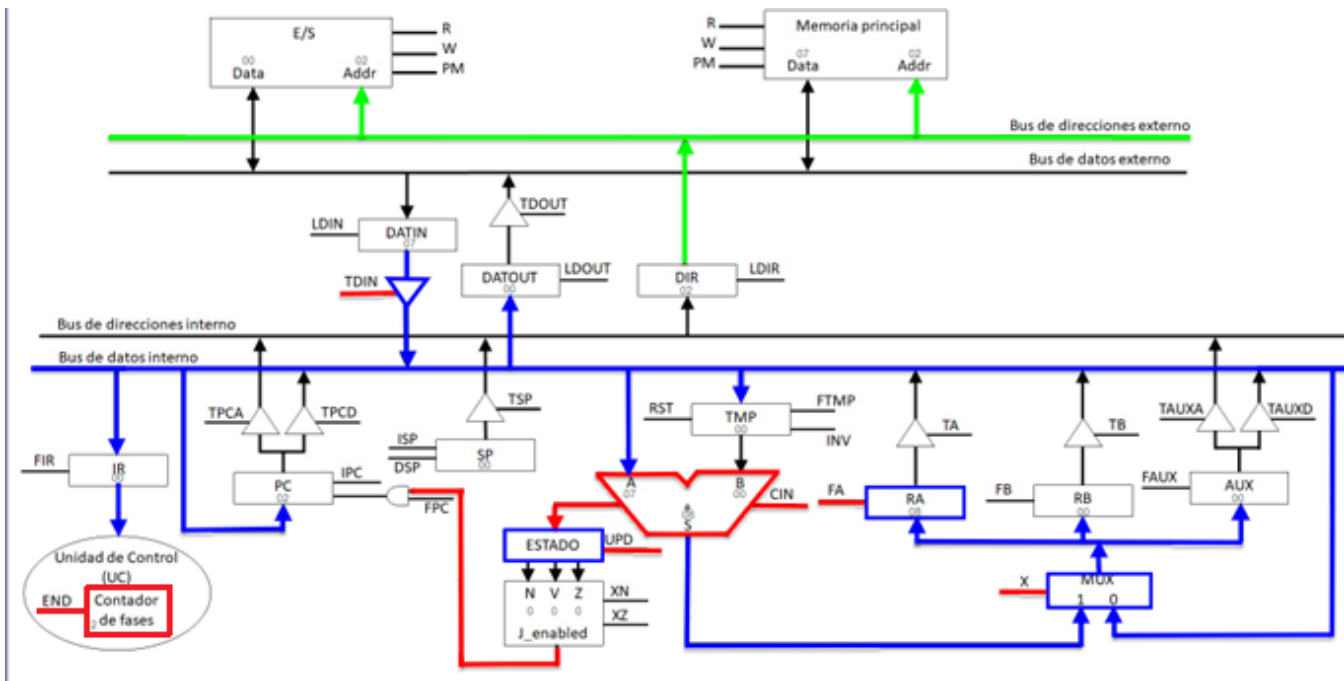 E/S
R
W
PM
00
Data
02
Addr
R
W
PM
Memoria principal
07
Data
02
Addr
Bus de direcciones externo
Bus de datos externo
LDIN
DATIN
07
TDOUT
TDIN
DATOUT
00
LDOUT
DIR
02
LDIR
Bus de direcciones interno
Bus de datos interno
TPCA
TPCD
TSP
RST
TMP
00
FTMP
INV
TA
TB
TAUXA
TAUXD
FIR
IR
00
PC
02
IPC
FPC
ISP
DSP
SP
00
A
07
B
00
+
08
S
CIN
FA
RA
08
FB
RB
00
FAUX
AUX
00
Unidad de Control
(UC)
END
Contador
de fases
2
ESTADO
UPD
N V Z
0 0 0
J_enabled
XN
XZ
X
MUX
1 0